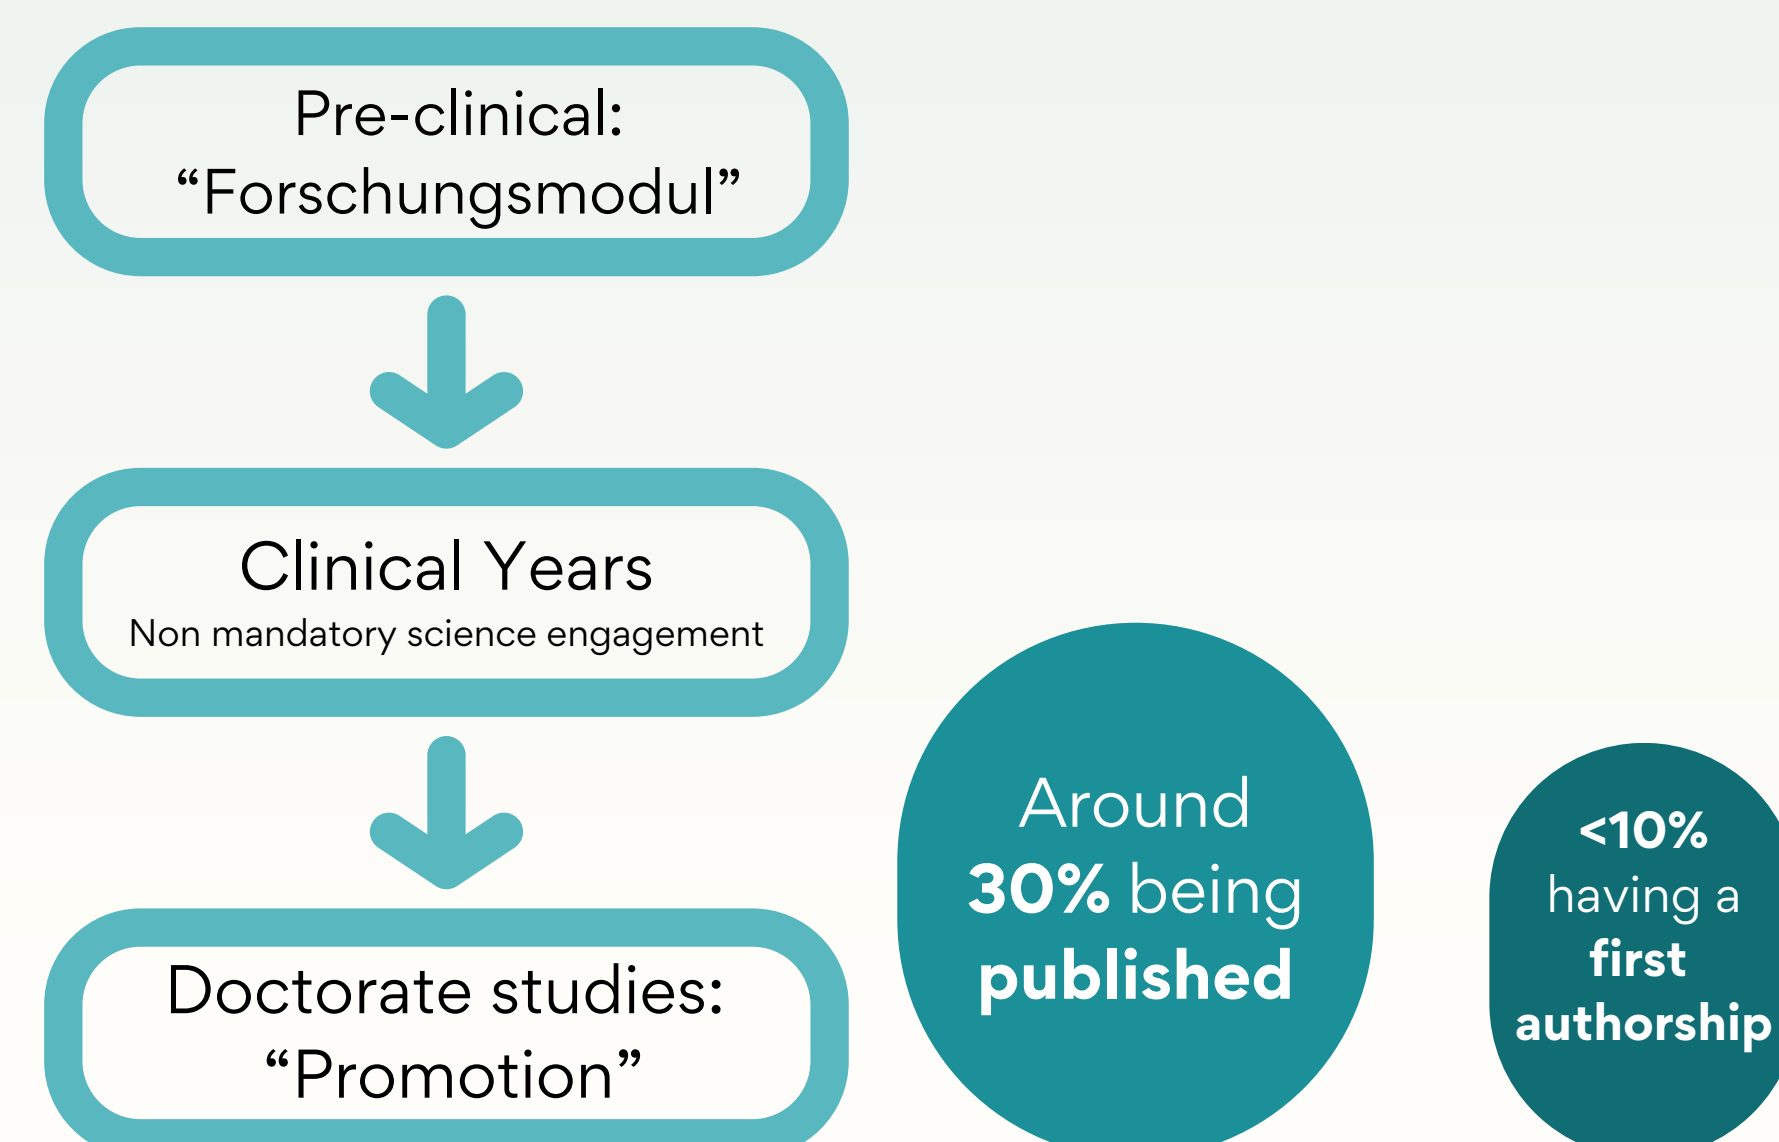 Pre-clinical:
“Forschungsmodul”
Clinical Years
Non mandatory science engagement
Doctorate studies:
“Promotion”
Around
30% being
published
<10%
having a
first
authorship